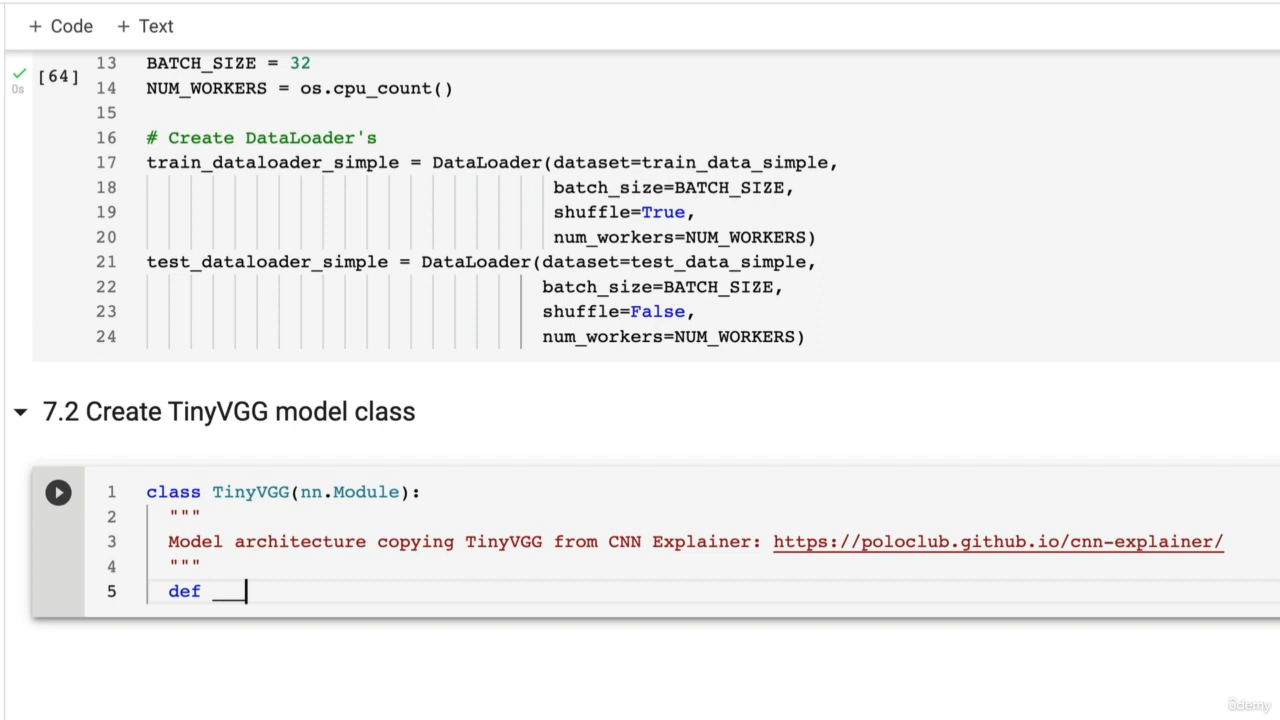 + Code + Text
13 BATCH_SIZE = 32
0s [64] 14 NUM_WORKERS = os.cpu_count()
15
16 # Create DataLoader's
17 train_dataloader_simple = DataLoader(dataset=train_data_simple,
18 batch_size=BATCH_SIZE,
19 shuffle=True,
20 num_workers=NUM_WORKERS)
21 test_dataloader_simple = DataLoader(dataset=test_data_simple,
22 batch_size=BATCH_SIZE,
23 shuffle=False,
24 num_workers=NUM_WORKERS)
7.2 Create TinyVGG model class
1 class TinyVGG(nn.Module):
2 """
3 Model architecture copying TinyVGG from CNN Explainer: https://poloclub.github.io/cnn-explainer/
4 """
5 def ___
ûdemy